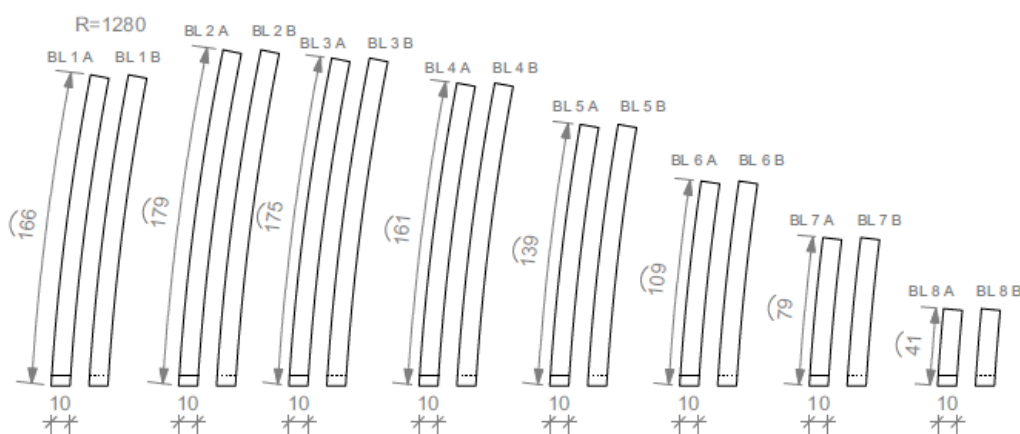 R=1280
BL 1 A BL 1 B
BL 2 A BL 2 B
BL 3 A BL 3 B
BL 4 A BL 4 B
BL 5 A BL 5 B
BL 6 A BL 6 B
BL 7 A BL 7 B
BL 8 A BL 8 B
166
179
175
161
139
109
79
41
10 10 10 10 10 10 10 10